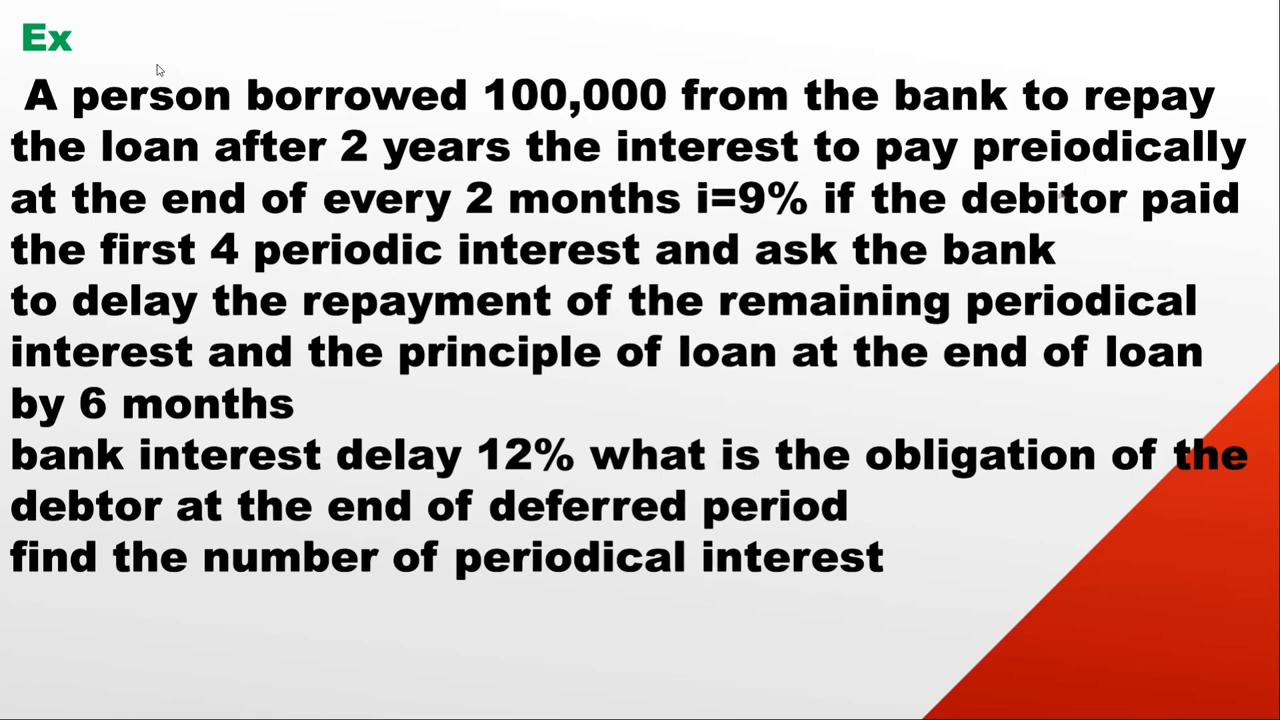 Ex
A person borrowed 100,000 from the bank to repay
the loan after 2 years the interest to pay preiodically
at the end of every 2 months i=9% if the debitor paid
the first 4 periodic interest and ask the bank
to delay the repayment of the remaining periodical
interest and the principle of loan at the end of loan
by 6 months
bank interest delay 12% what is the obligation of the
debtor at the end of deferred period
find the number of periodical interest